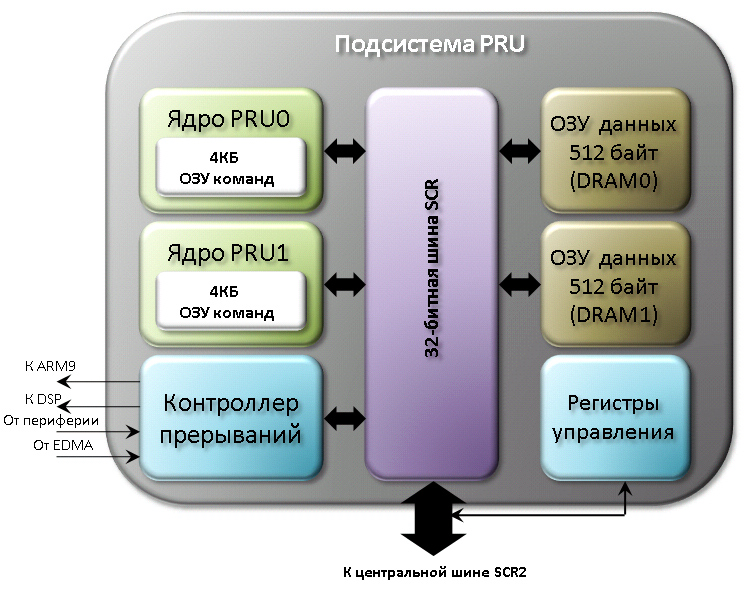 Подсистема PRU
Ядро PRU0
4КБ
ОЗУ команд
Ядро PRU1
4КБ
ОЗУ команд
Контроллер
прерываний
32-битная шина SCR
ОЗУ данных
512 байт
(DRAM0)
ОЗУ данных
512 байт
(DRAM1)
Регистры
управления
К ARM9
К DSP
От периферии
От EDMA
К центральной шине SCR2